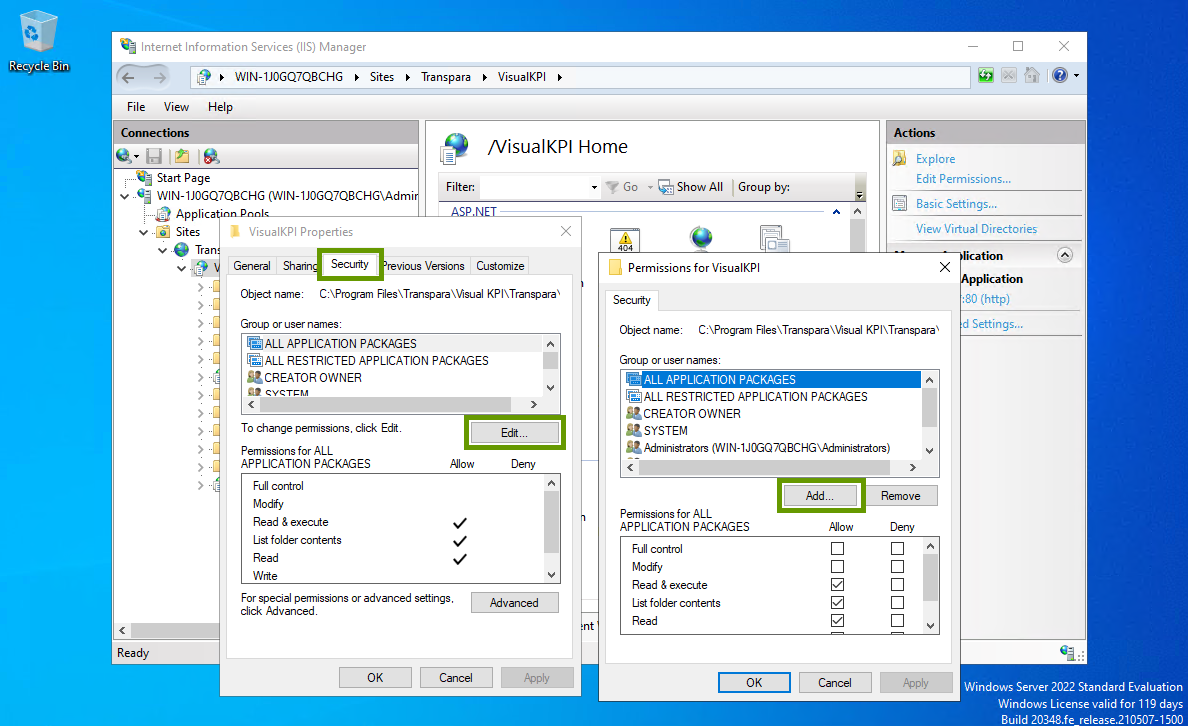 Recycle Bin
Internet Information Services (IIS) Manager
WIN-1J0GQ7QBCHG Sites Transpara VisualKPI
File View Help
Connections
Start Page
WIN-1J0GQ7QBCHG (WIN-1J0GQ7QBCHG\Admin
Application Pools
Sites
Trans
V
/VisualKPI Home
Filter: Go Show All Group by:
ASP.NET
404
Actions
Explore
Edit Permissions...
Basic Settings...
View Virtual Directories
plication
Application
:80 (http)
ed Settings...
Ready
VisualKPI Properties
General Sharing Security Previous Versions Customize
Object name: C:\Program Files\Transpara\Visual KPI\Transpara\
Group or user names:
ALL APPLICATION PACKAGES
ALL RESTRICTED APPLICATION PACKAGES
CREATOR OWNER
SYSTEM
To change permissions, click Edit.
Edit...
Permissions for ALL
APPLICATION PACKAGES Allow Deny
Full control
Modify
Read & execute
List folder contents
Read
Write
For special permissions or advanced settings,
click Advanced.
Advanced
OK Cancel Apply
Permissions for VisualKPI
Security
Object name: C:\Program Files\Transpara\Visual KPI\Transpara\
Group or user names:
ALL APPLICATION PACKAGES
ALL RESTRICTED APPLICATION PACKAGES
CREATOR OWNER
SYSTEM
Administrators (WIN-1J0GQ7QBCHG\Administrators)
Add... Remove
Permissions for ALL
APPLICATION PACKAGES Allow Deny
Full control
Modify
Read & execute
List folder contents
Read
OK Cancel Apply
Windows Server 2022 Standard Evaluation
Windows License valid for 119 days
Build 20348.fe_release.210507-1500